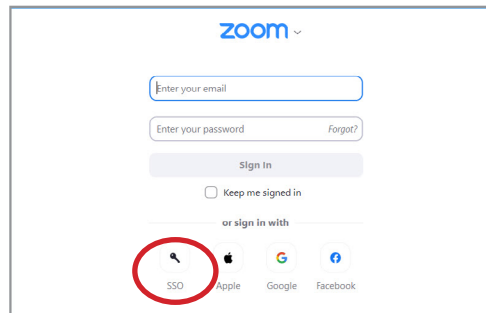 zoom
Enter your email
Enter your password Forgot?
Sign In
Keep me signed in
or sign in with
SSO Apple Google Facebook